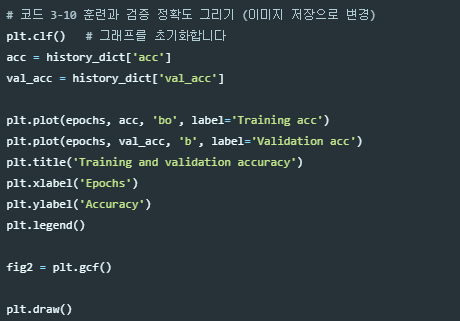 # 코드 3-10 훈련과 검증 정확도 그리기 (이미지 저장으로 변경)
plt.clf()   # 그래프를 초기화합니다
acc = history_dict['acc']
val_acc = history_dict['val_acc']

plt.plot(epochs, acc, 'bo', label='Training acc')
plt.plot(epochs, val_acc, 'b', label='Validation acc')
plt.title('Training and validation accuracy')
plt.xlabel('Epochs')
plt.ylabel('Accuracy')
plt.legend()

fig2 = plt.gcf()

plt.draw()